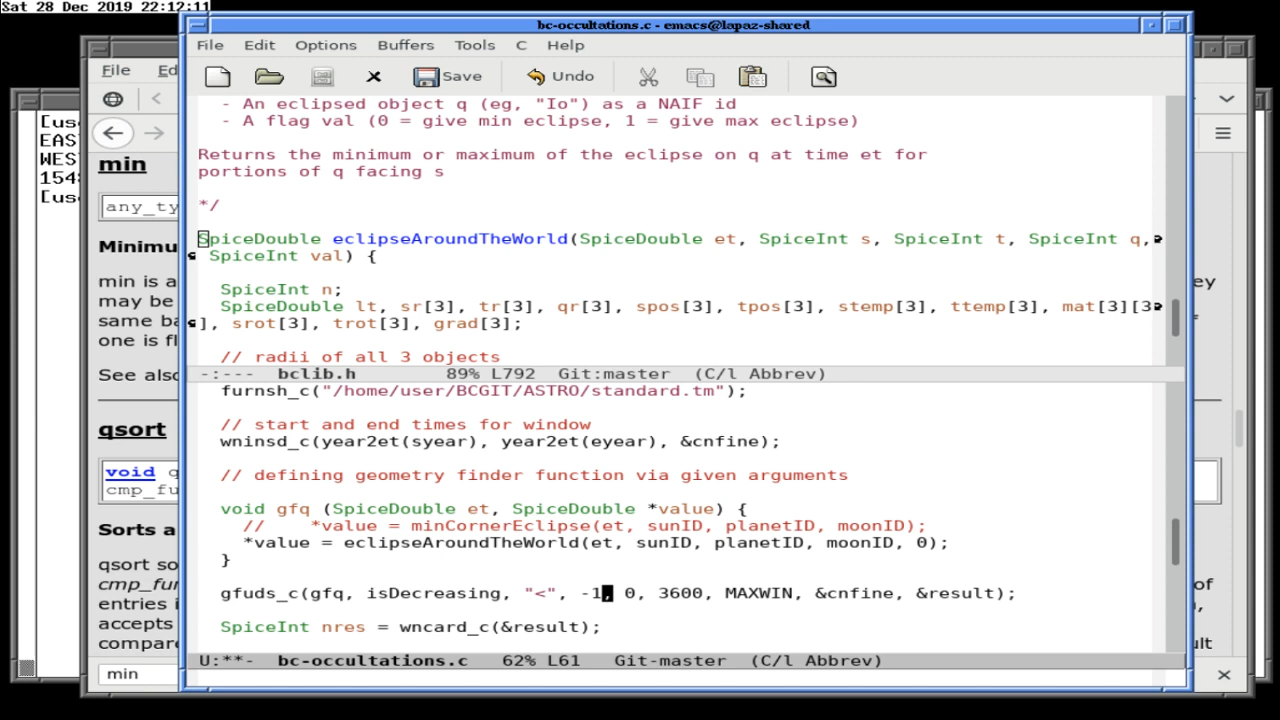 Sat 28 Dec 2019 22:12:11
bc-occultations.c - emacs@lapaz-shared
File Edit Options Buffers Tools C Help
Save Undo
- An eclipsed object q (eg, "Io") as a NAIF id
- A flag val (0 = give min eclipse, 1 = give max eclipse)
Returns the minimum or maximum of the eclipse on q at time et for
portions of q facing s
*/
SpiceDouble eclipseAroundTheWorld(SpiceDouble et, SpiceInt s, SpiceInt t, SpiceInt q,
SpiceInt val) {
SpiceInt n;
SpiceDouble lt, sr[3], tr[3], qr[3], spos[3], tpos[3], stemp[3], ttemp[3], mat[3][3
], srot[3], trot[3], grad[3];
// radii of all 3 objects
-:--- bclib.h 89% L792 Git:master (C/l Abbrev)
furnsh_c("/home/user/BCGIT/ASTRO/standard.tm");
// start and end times for window
wninsd_c(year2et(syear), year2et(eyear), &cnfine);
// defining geometry finder function via given arguments
void gfq (SpiceDouble et, SpiceDouble *value) {
// *value = minCornerEclipse(et, sunID, planetID, moonID);
*value = eclipseAroundTheWorld(et, sunID, planetID, moonID, 0);
}
gfuds_c(gfq, isDecreasing, "<", -1, 0, 3600, MAXWIN, &cnfine, &result);
SpiceInt nres = wncard_c(&result);
U:**- bc-occultations.c 62% L61 Git-master (C/l Abbrev)
File Ed
min
any_ty
Minimu
min is a
may be
same ba
one is fl
See also
qsort
void q
cmp_fu
Sorts a
qsort so
cmp_fun
entries i
accepts
compare
min
[us
EAS
WES
154
[us
ey
f
of
ult